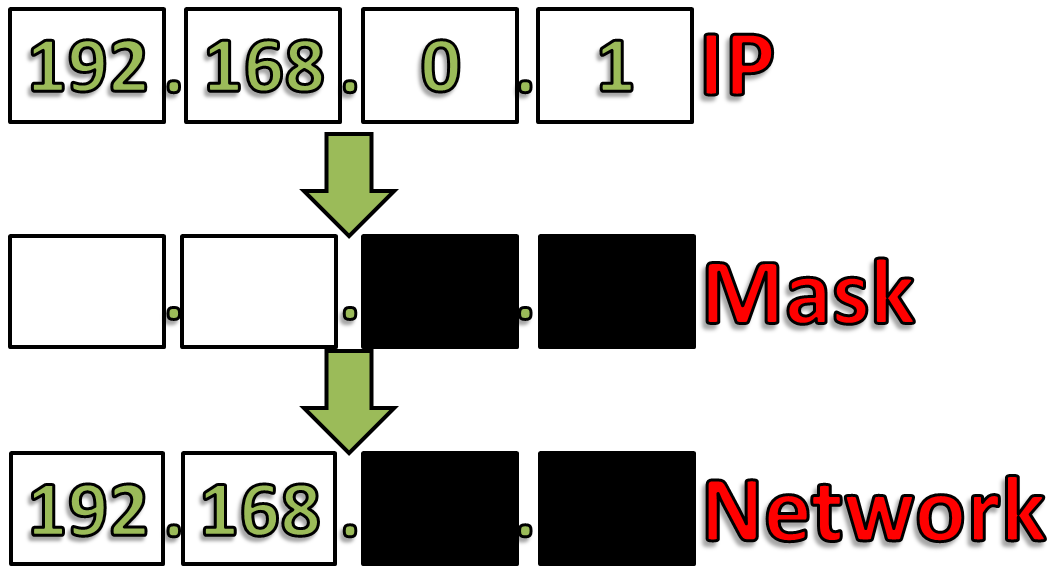 192.168.0.1 IP
. . . Mask
192.168. . Network